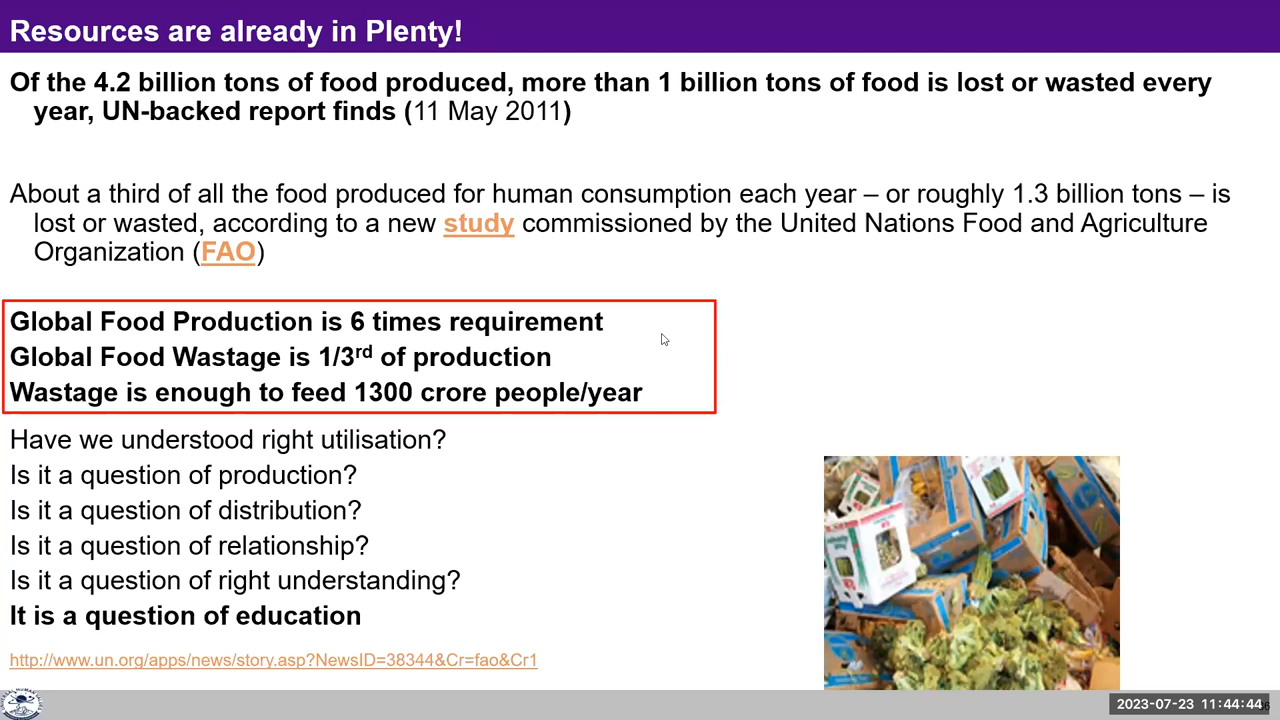 Resources are already in Plenty!
Of the 4.2 billion tons of food produced, more than 1 billion tons of food is lost or wasted every
year, UN-backed report finds (11 May 2011)
About a third of all the food produced for human consumption each year – or roughly 1.3 billion tons – is
lost or wasted, according to a new study commissioned by the United Nations Food and Agriculture
Organization (FAO)
Global Food Production is 6 times requirement
Global Food Wastage is 1/3rd of production
Wastage is enough to feed 1300 crore people/year
Have we understood right utilisation?
Is it a question of production?
Is it a question of distribution?
Is it a question of relationship?
Is it a question of right understanding?
It is a question of education
http://www.un.org/apps/news/story.asp?NewsID=38344&Cr=fao&Cr1
2023-07-23 11:44:44